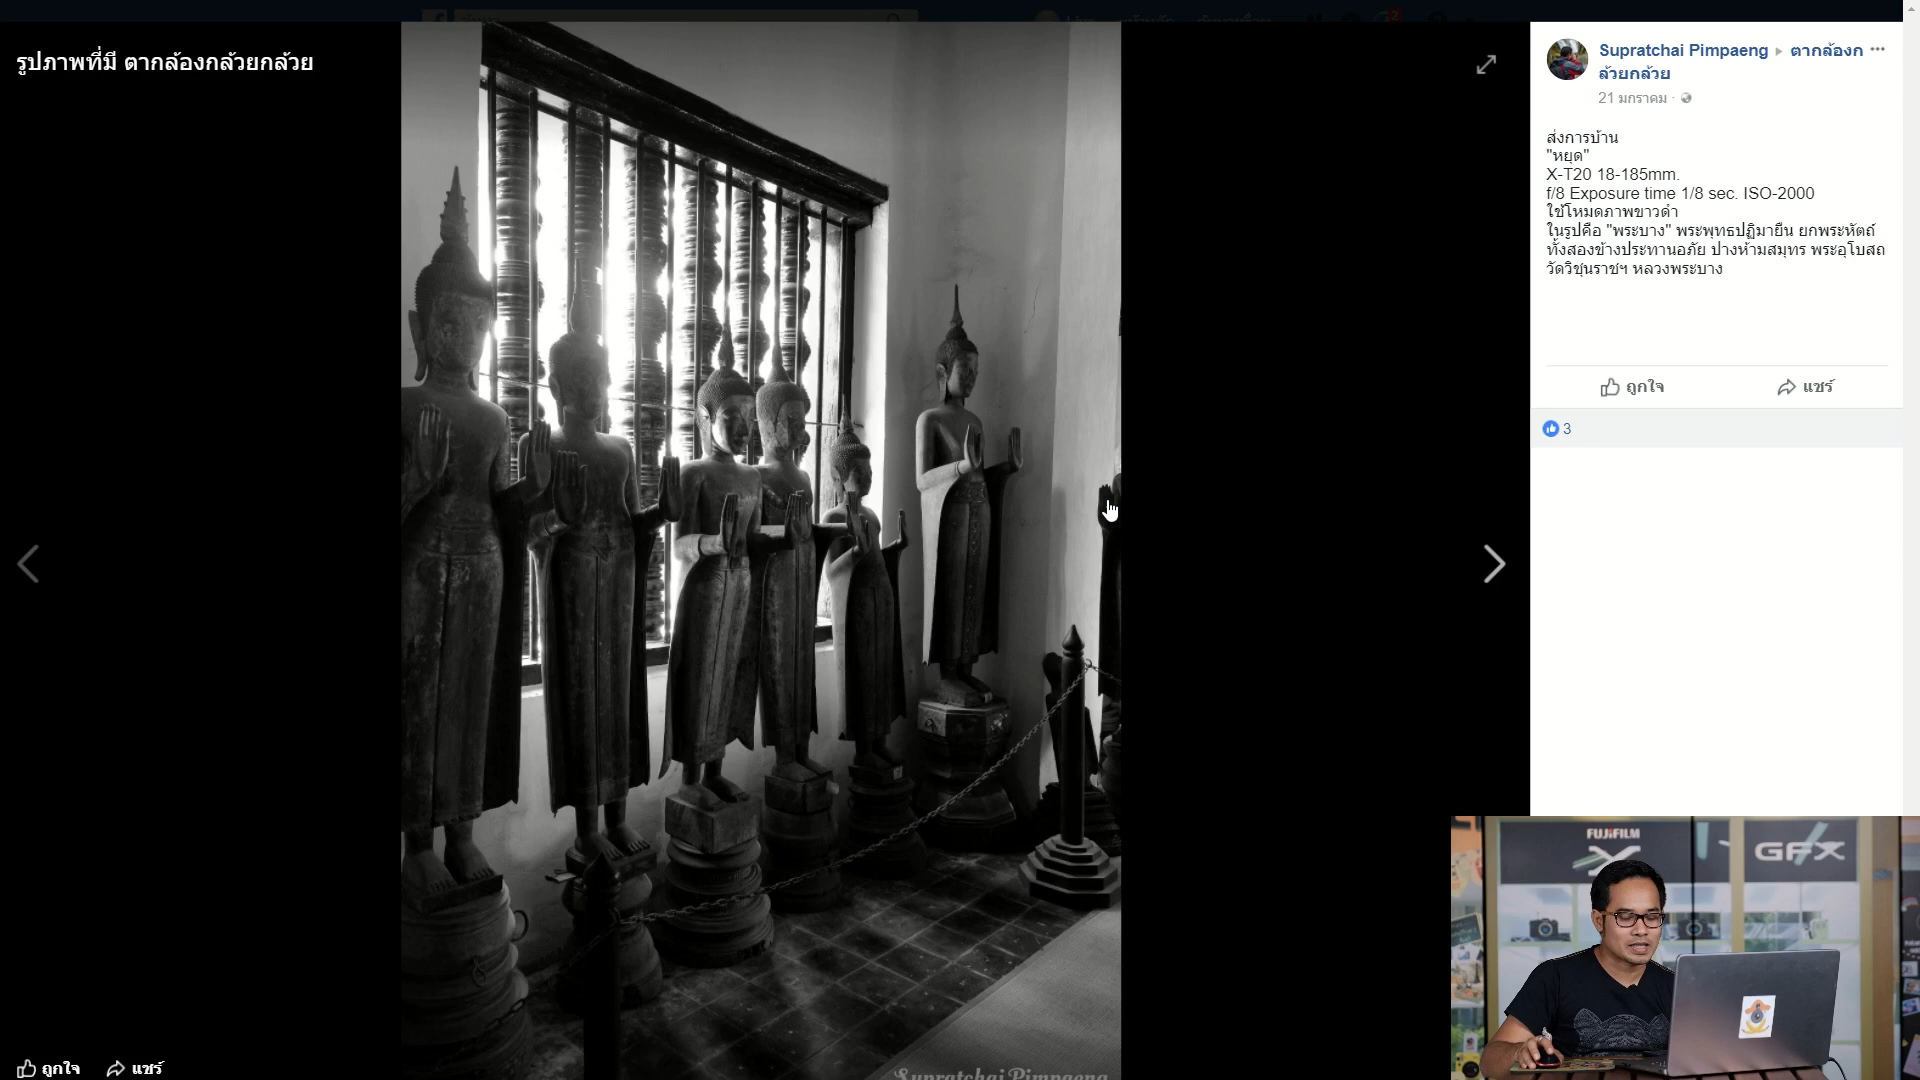 รูปภาพที่มี ตากล้องกล้วยกล้วย
Supratchai Pimpaeng ▸ ตากล้องก
ล้วยกล้วย
21 มกราคม ·
ส่งการบ้าน
"หยุด"
X-T20 18-185mm.
f/8 Exposure time 1/8 sec. ISO-2000
ใช้โหมดภาพขาวดำ
ในรูปคือ "พระบาง" พระพุทธปฏิมายืน ยกพระหัตถ์
ทั้งสองข้างประทานอภัย ปางห้ามสมุทร พระอุโบสถ
วัดวิชุนราชฯ หลวงพระบาง
ถูกใจ แชร์
3
FUJIFILM
X GFX
ถูกใจ แชร์
Supratchai Pimpaeng